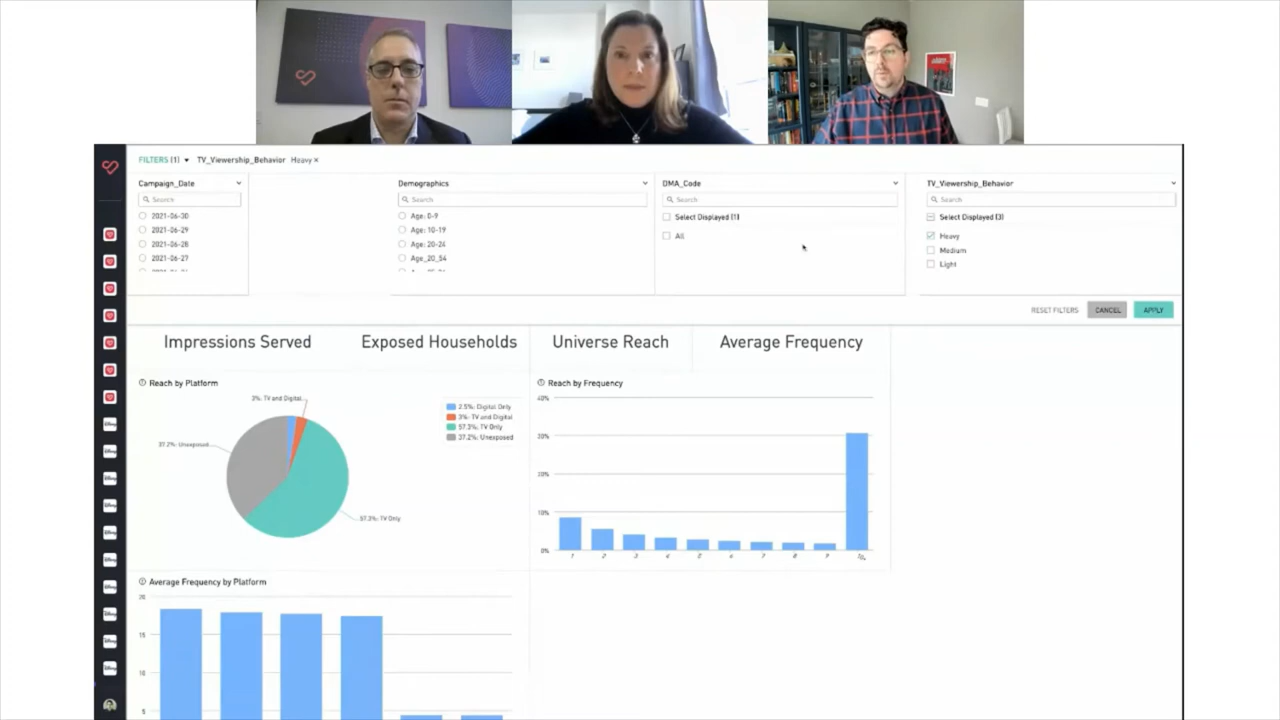 FILTERS (1) TV_Viewership_Behavior Heavy ×
Campaign_Date
Search
2021-06-30
2021-06-29
2021-06-28
2021-06-27
Demographics
Search
Age: 0-9
Age: 10-19
Age: 20-24
Age_20_54
DMA_Code
Search
Select Displayed (1)
All
TV_Viewership_Behavior
Search
Select Displayed (3)
Heavy
Medium
Light
RESET FILTERS CANCEL APPLY
Impressions Served Exposed Households Universe Reach Average Frequency
Reach by Platform
3%: TV and Digital
37.2%: Unexposed
57.3%: TV Only
2.5%: Digital Only
3%: TV and Digital
57.3%: TV Only
37.2%: Unexposed
Reach by Frequency
40%
30%
20%
10%
0%
1 2 3 4 5 6 7 8 9
Average Frequency by Platform
20
15
10
5